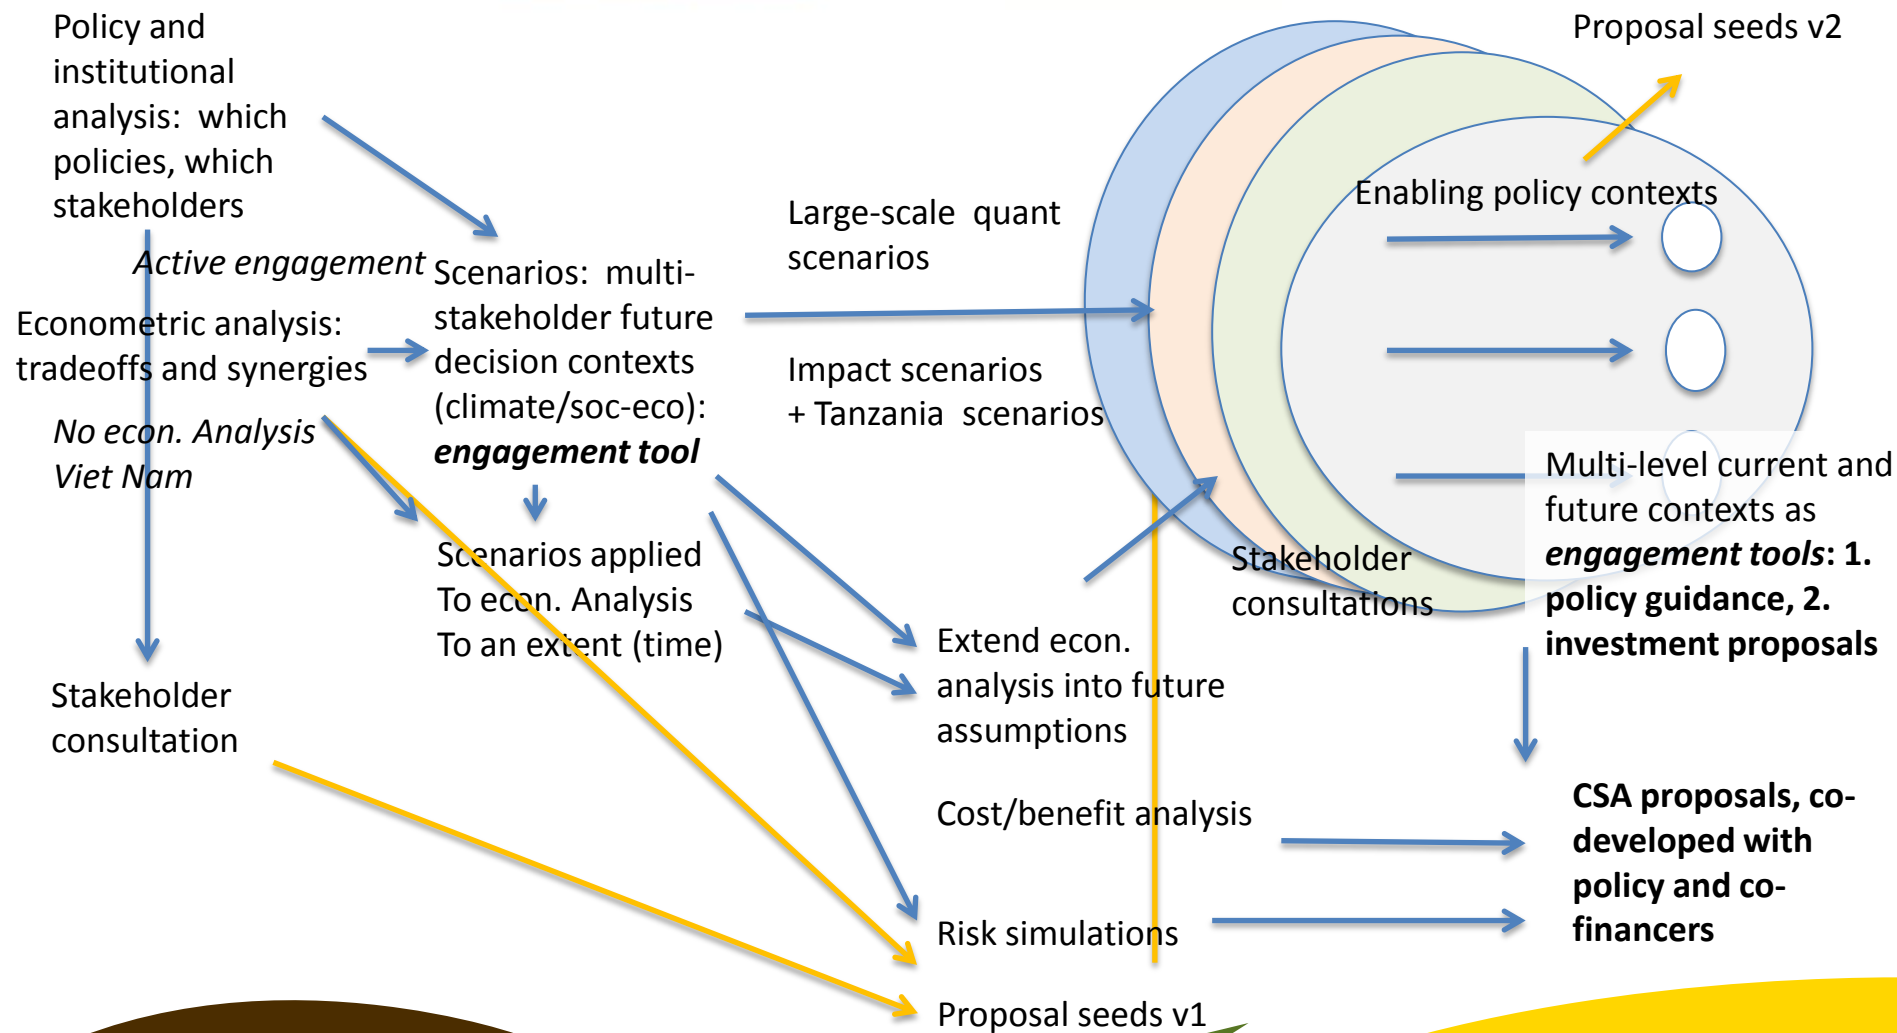 Policy and
institutional
analysis:  which
policies, which
stakeholders
Active engagement
Econometric analysis:
tradeoffs and synergies
No econ. Analysis
Viet Nam
Stakeholder
consultation
Scenarios:  multi-
stakeholder future
decision contexts
(climate/soc-eco):
engagement tool
Scenarios applied
To econ. Analysis
To an extent (time)
Large-scale  quant
scenarios
Impact scenarios
+ Tanzania  scenarios
Extend econ.
analysis into future
assumptions
Cost/benefit analysis
Risk simulations
Proposal seeds v1
Proposal seeds v2
Enabling policy contexts
Stakeholder
consultations
Multi-level current and
future contexts as
engagement tools: 1.
policy guidance, 2.
investment proposals
CSA proposals, co-
developed with
policy and co-
financers